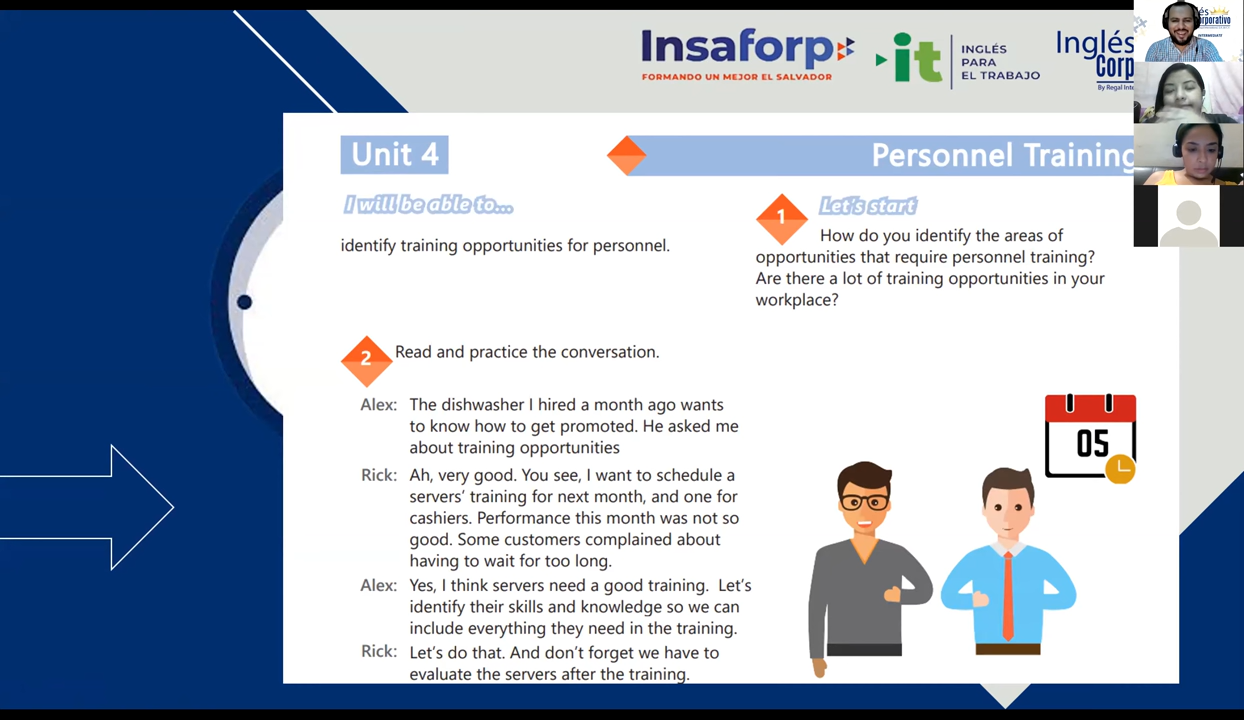 Insaforp
FORMANDO UN MEJOR EL SALVADOR
it
INGLÉS
PARA
EL TRABAJO
Inglés
Corp
By Regal Inte
és
orporativo
INTERMEDIATE
Unit 4
Personnel Training
I will be able to...
identify training opportunities for personnel.
1
Let's start
How do you identify the areas of
opportunities that require personnel training?
Are there a lot of training opportunities in your
workplace?
2
Read and practice the conversation.
Alex: The dishwasher I hired a month ago wants
to know how to get promoted. He asked me
about training opportunities
Rick: Ah, very good. You see, I want to schedule a
servers’ training for next month, and one for
cashiers. Performance this month was not so
good. Some customers complained about
having to wait for too long.
Alex: Yes, I think servers need a good training. Let’s
identify their skills and knowledge so we can
include everything they need in the training.
Rick: Let’s do that. And don’t forget we have to
evaluate the servers after the training.
05